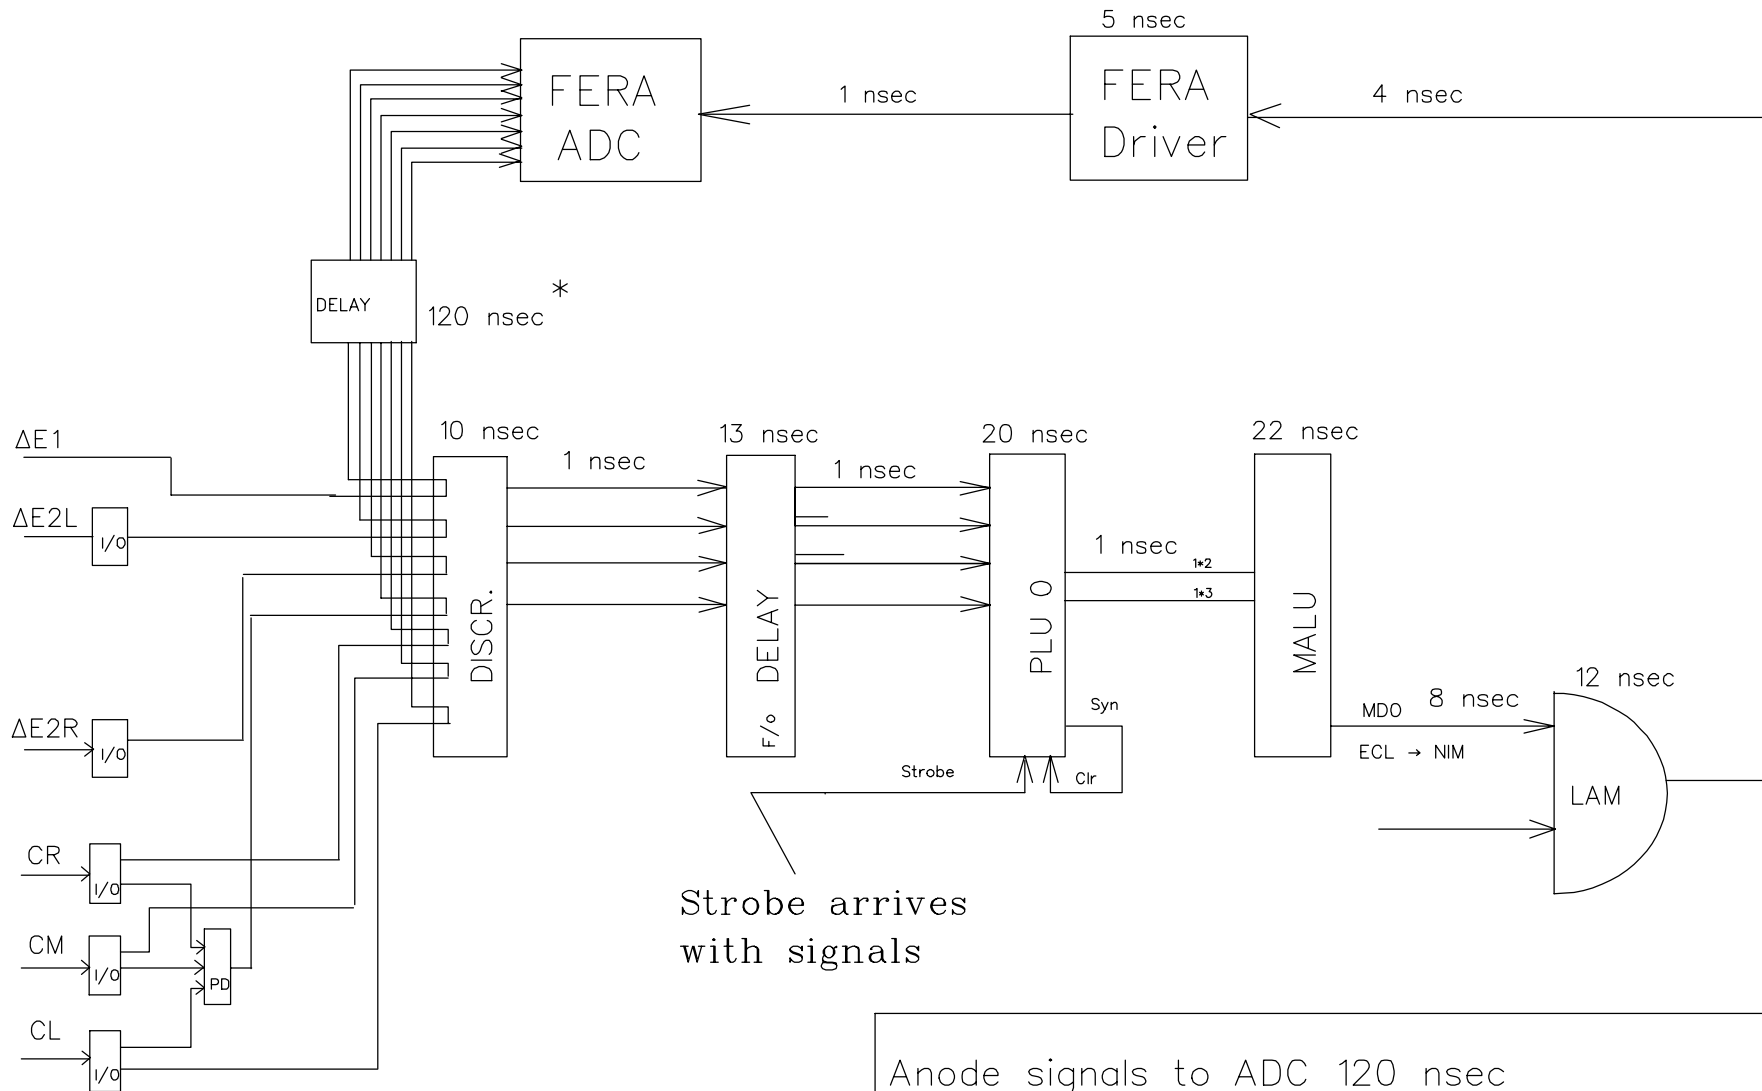 5 nsec
FERA
ADC
1 nsec
FERA
Driver
4 nsec
DELAY
120 nsec *
ΔE1
10 nsec
13 nsec
20 nsec
22 nsec
1 nsec
1 nsec
ΔE2L
I/O
1 nsec
1*2
1*3
DISCR.
F/o DELAY
PLU 0
MALU
ΔE2R
I/O
Syn
Strobe
Clr
MDO
8 nsec
12 nsec
ECL → NIM
LAM
CR
I/O
CM
I/O
PD
CL
I/O
Strobe arrives
with signals
Anode signals to ADC 120 nsec